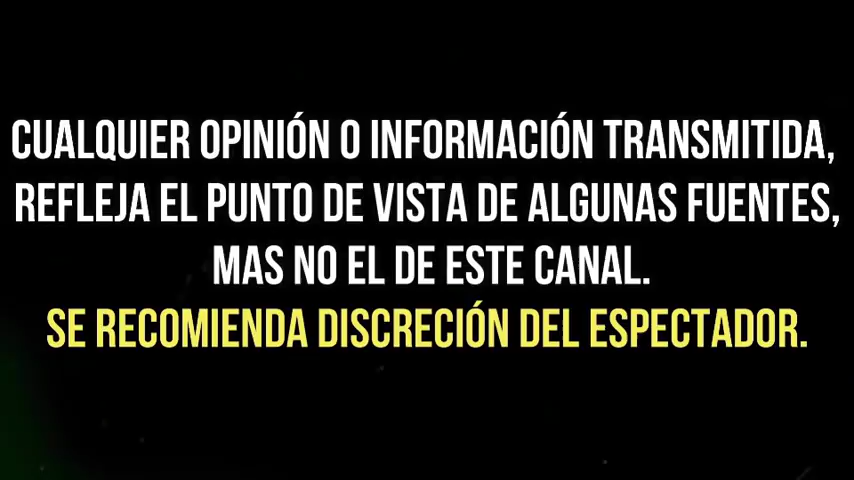 CUALQUIER OPINIÓN O INFORMACIÓN TRANSMITIDA,
REFLEJA EL PUNTO DE VISTA DE ALGUNAS FUENTES,
MAS NO EL DE ESTE CANAL.
SE RECOMIENDA DISCRECIÓN DEL ESPECTADOR.